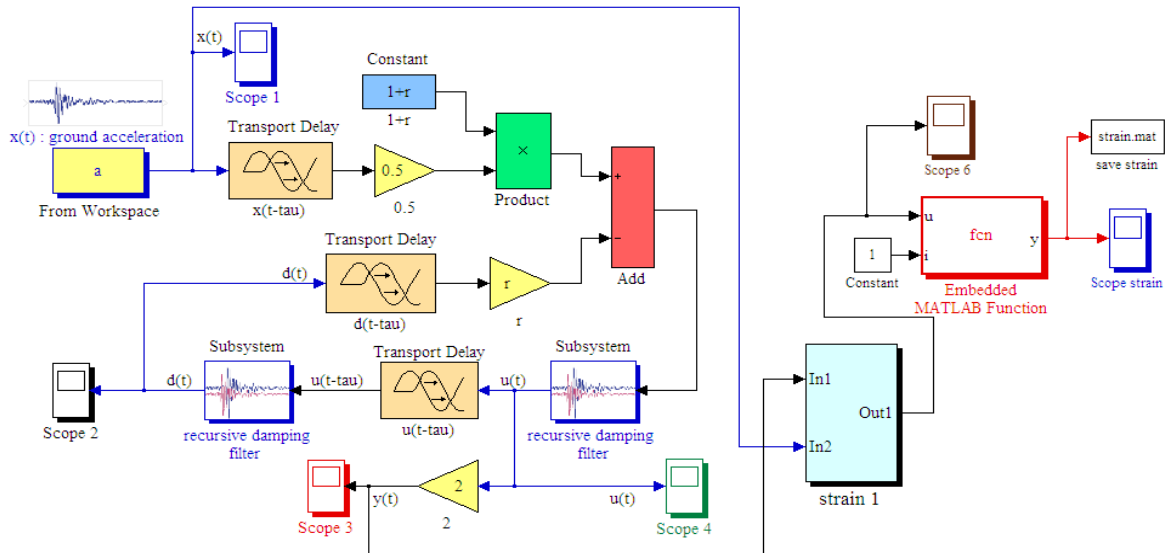 x(t)
Scope 1
Constant
1+r
1+r
x(t) : ground acceleration
a
From Workspace
Transport Delay
x(t-tau)
0.5
0.5
×
Product
+
−
Add
Transport Delay
d(t)
d(t-tau)
r
r
Scope 2
d(t)
Subsystem
recursive damping
filter
u(t-tau)
Transport Delay
u(t-tau)
u(t)
Subsystem
recursive damping
filter
Scope 3
y(t)
2
2
u(t)
Scope 4
Scope 6
strain.mat
save strain
u
fcn
y
i
1
Constant
Embedded
MATLAB Function
Scope strain
In1
Out1
In2
strain 1